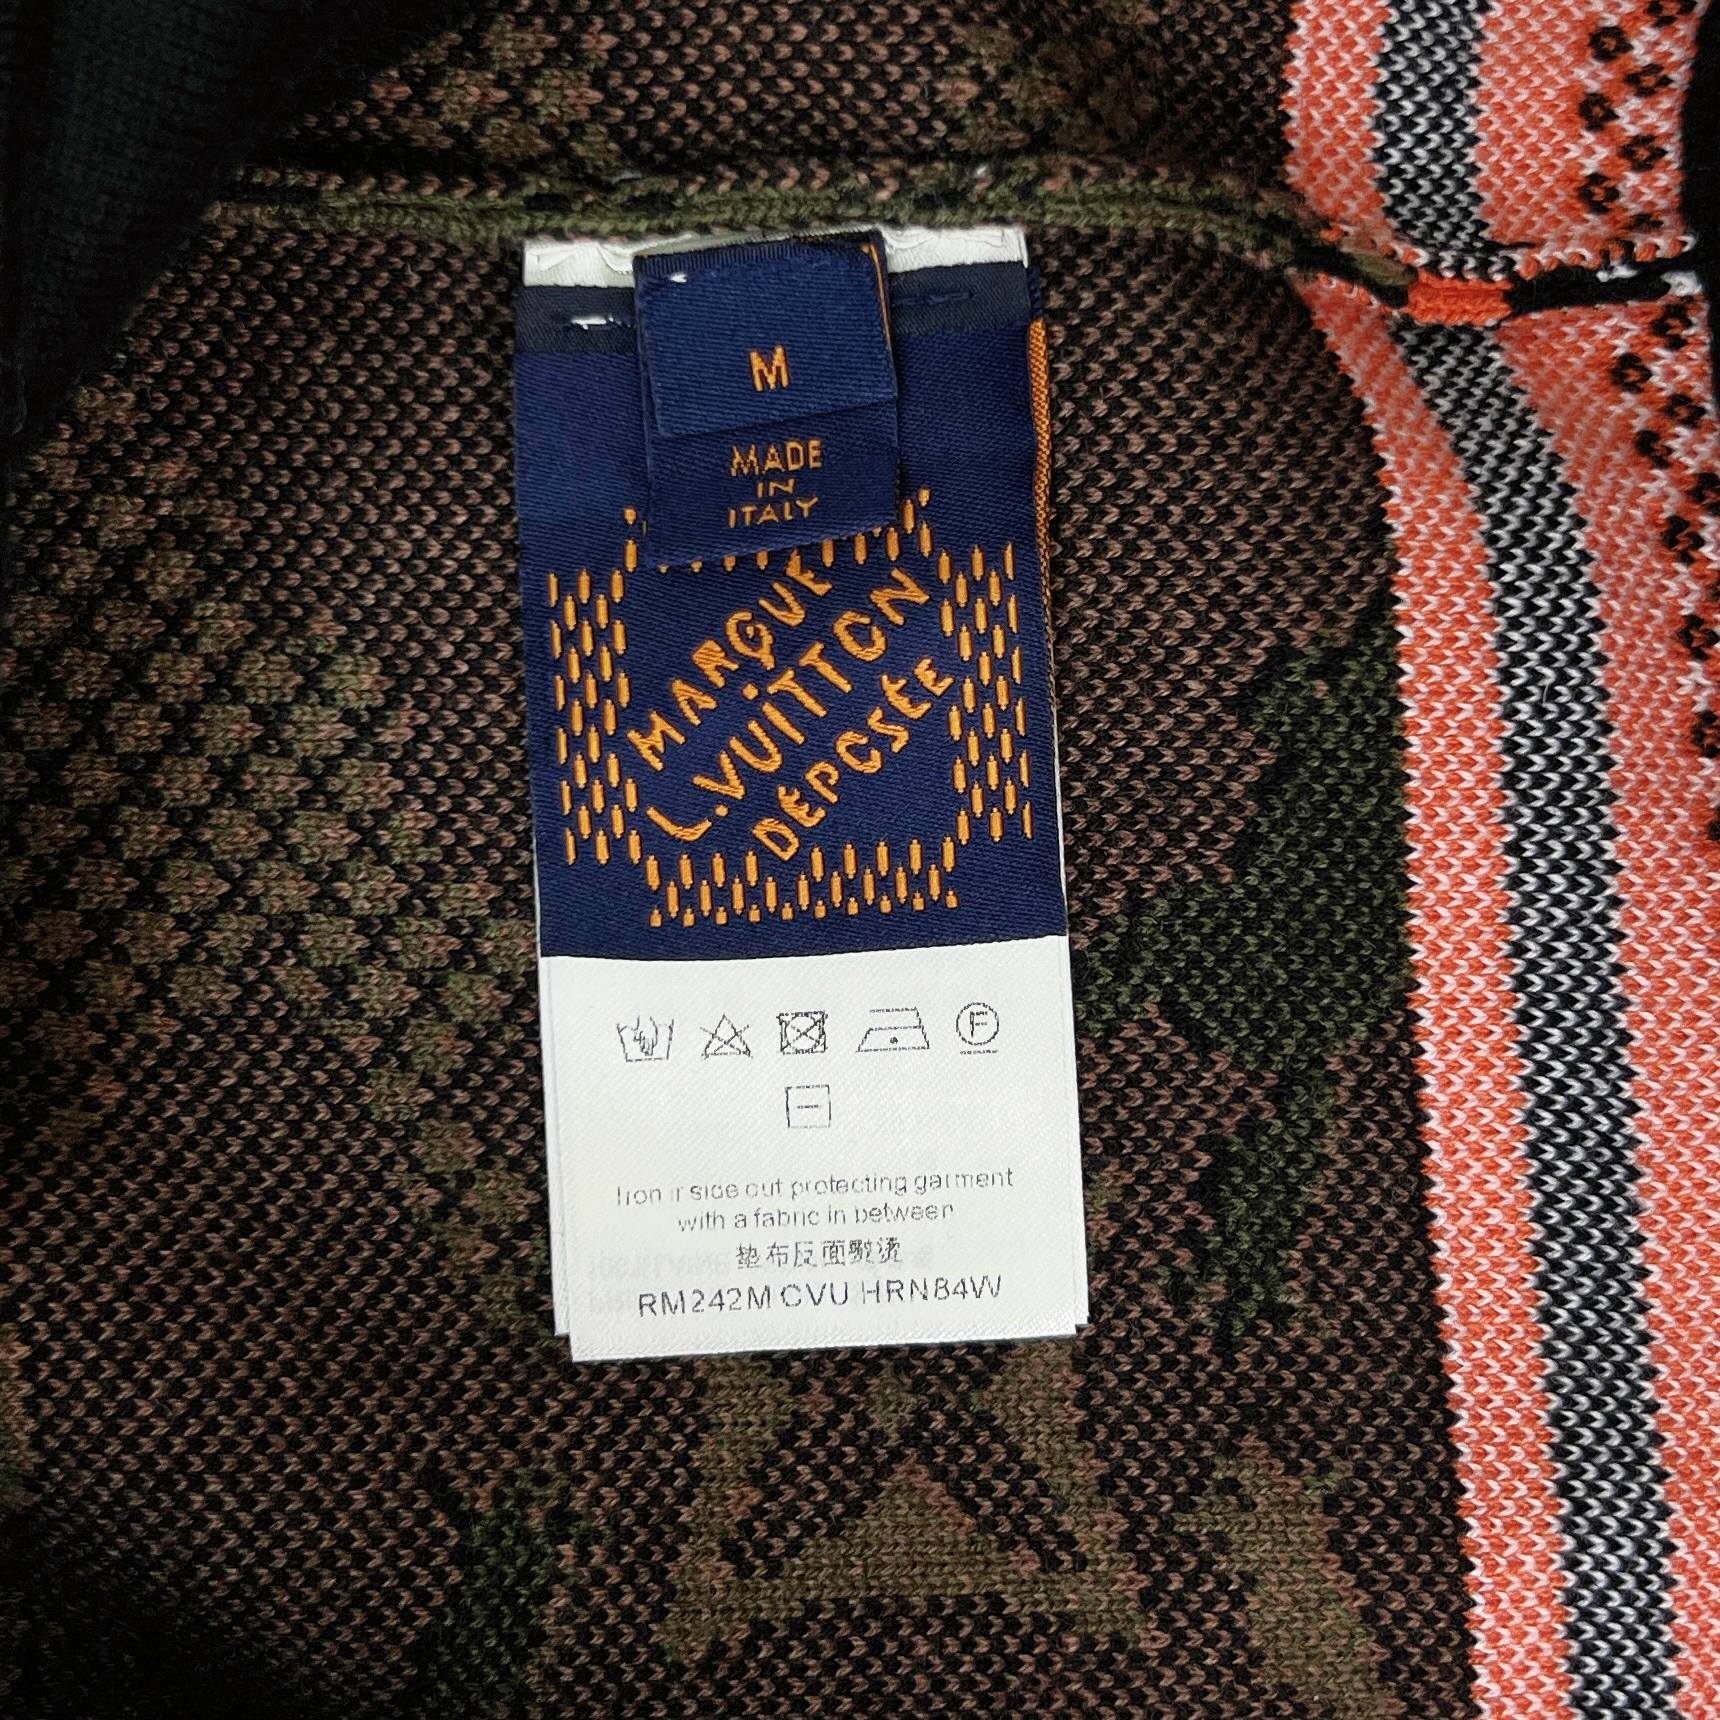 M
MADE
IN
ITALY
MARQUE
L.VUITTON
DÉPOSÉE
F
Iron inside out protecting garment
with a fabric in between
垫布反面熨烫
RM242M CVU HRN84W